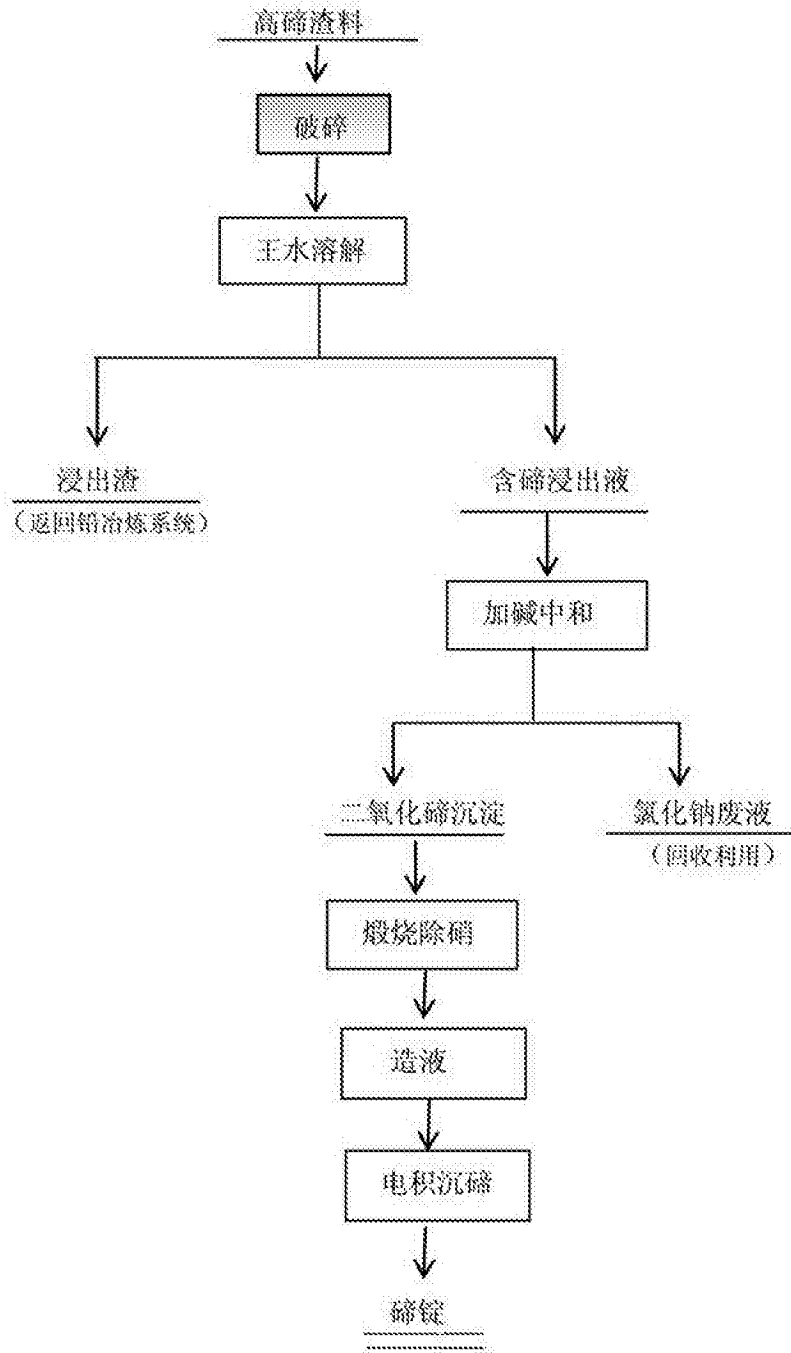 高碲渣料
破碎
王水溶解
浸出渣
（返回铅冶炼系统）
含碲浸出液
加碱中和
二氧化碲沉淀
氯化钠废液
（回收利用）
煅烧除硝
造液
电积沉碲
碲锭